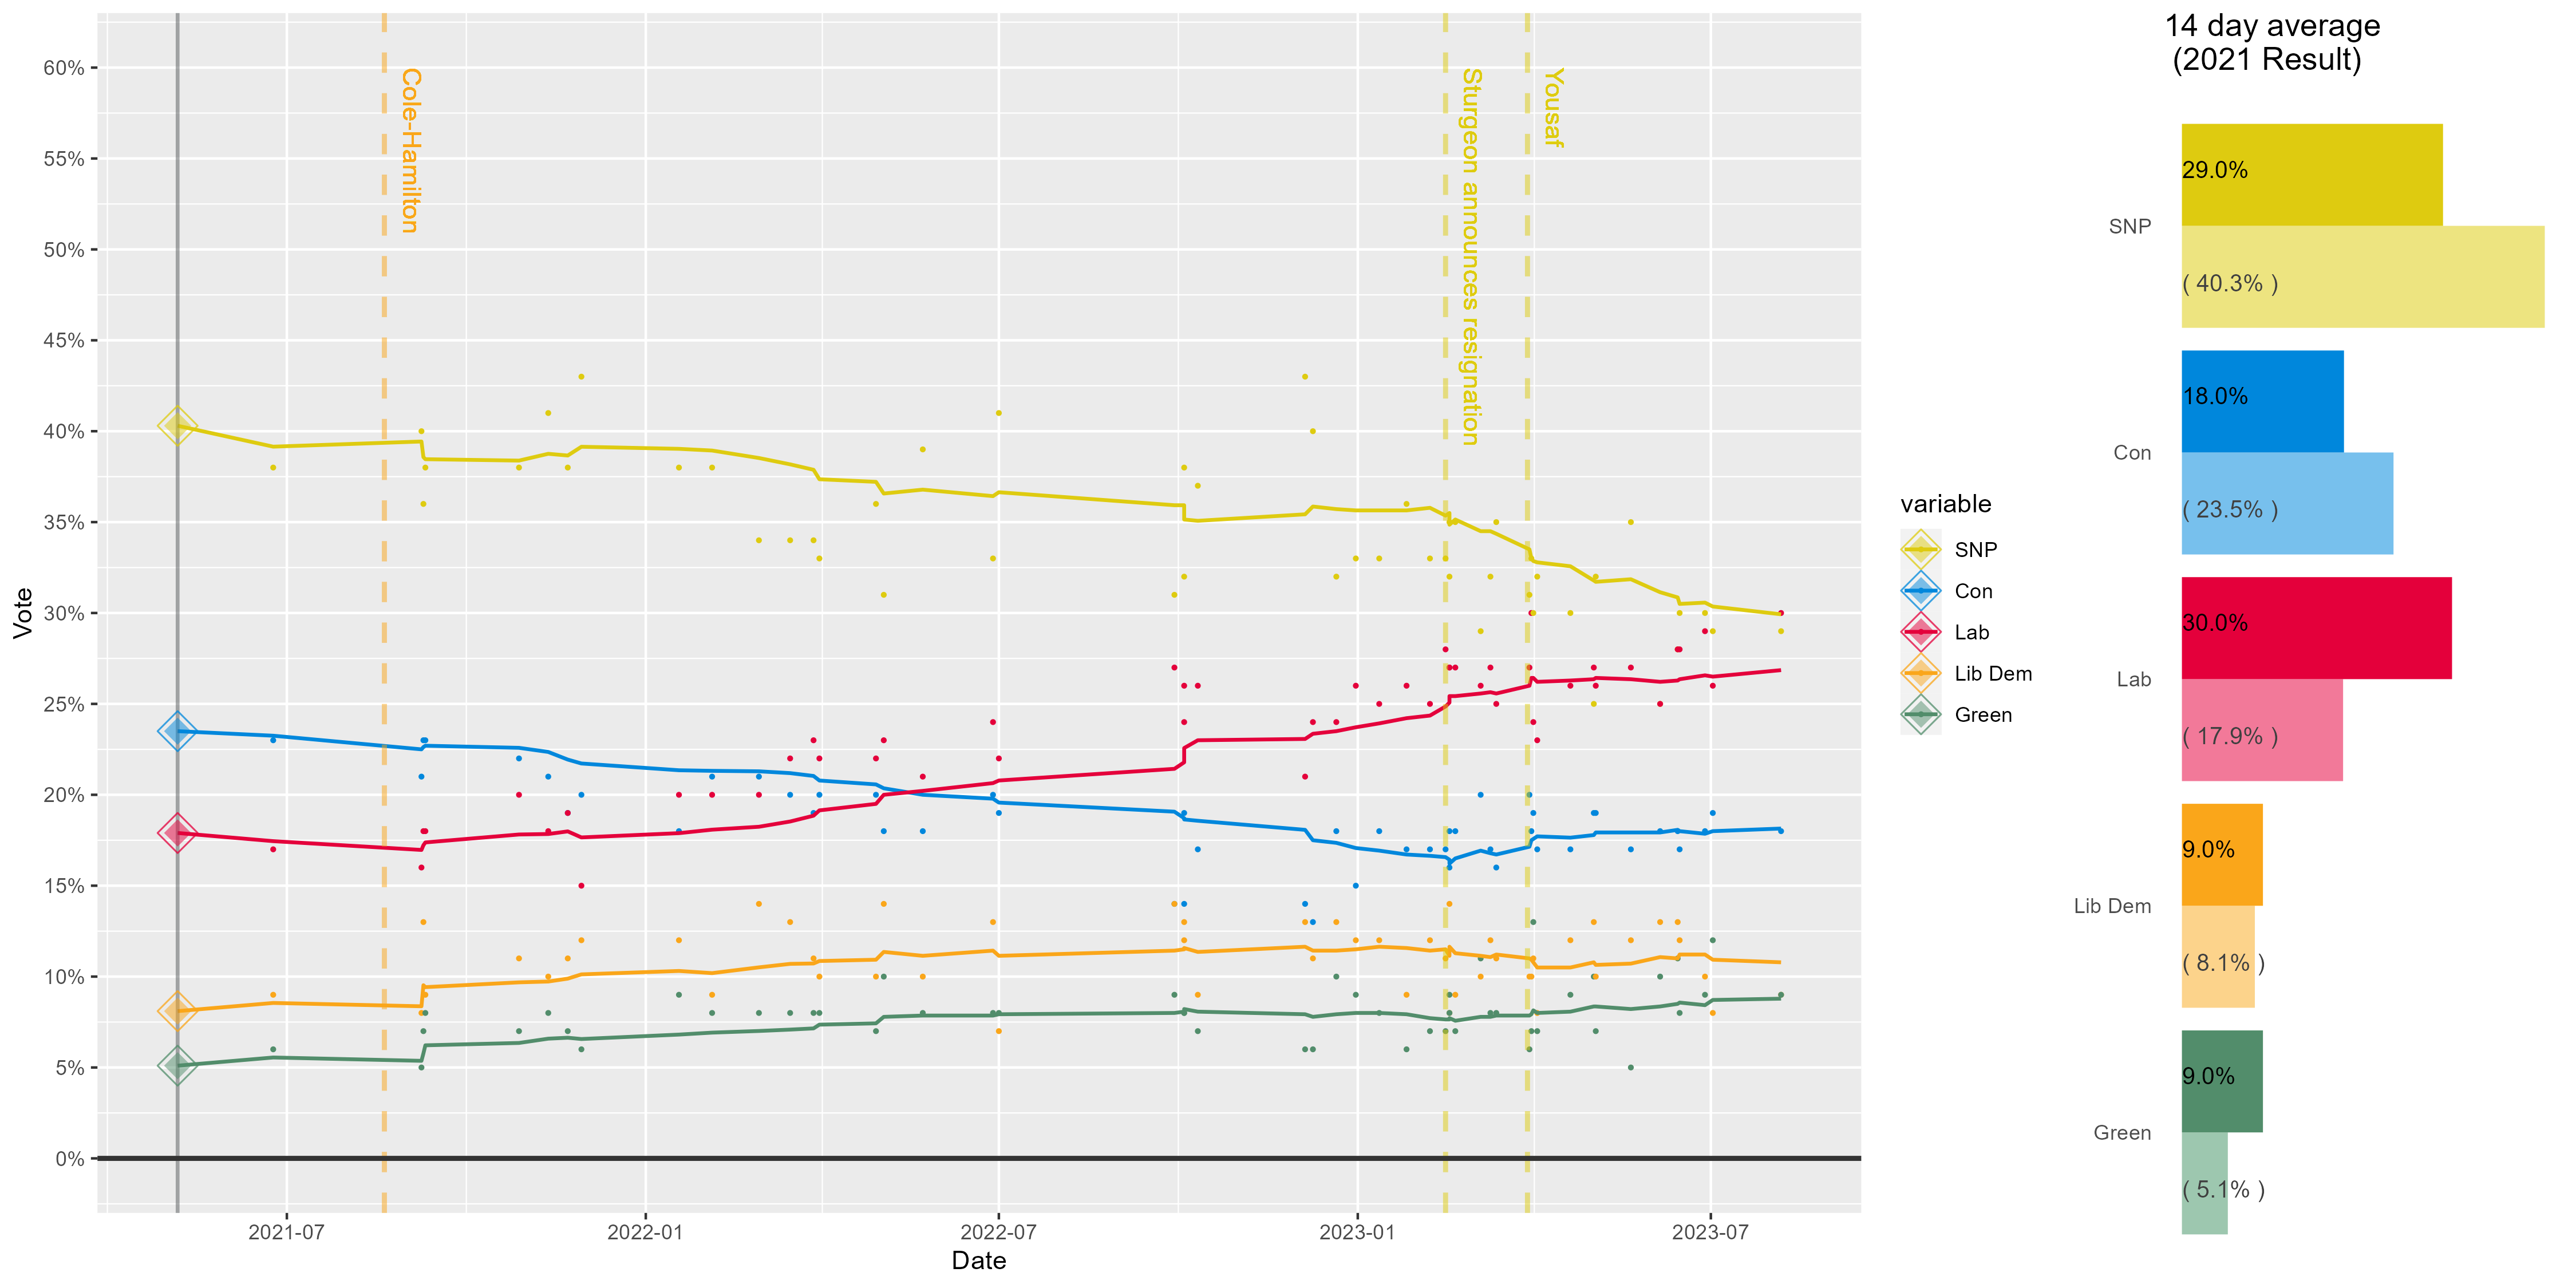 14 day average
(2021 Result)
60%
55%
50%
45%
40%
35%
30%
25%
20%
15%
10%
5%
0%
Vote
Cole-Hamilton
Sturgeon announces resignation
Yousaf
2021-07
2022-01
2022-07
2023-01
2023-07
Date
variable
SNP
Con
Lab
Lib Dem
Green
SNP
29.0%
( 40.3% )
Con
18.0%
( 23.5% )
Lab
30.0%
( 17.9% )
Lib Dem
9.0%
( 8.1% )
Green
9.0%
( 5.1% )